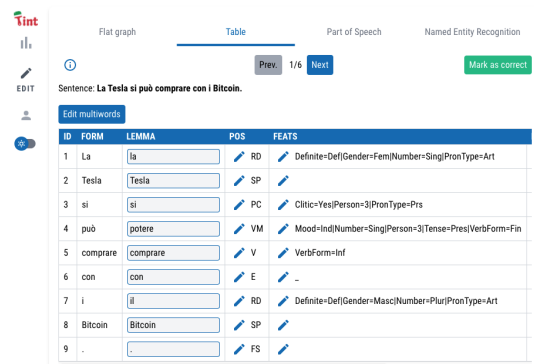 Tint
Flat graph Table Part of Speech Named Entity Recognition
Prev. 1/6 Next Mark as correct
EDIT
Sentence: La Tesla si può comprare con i Bitcoin.
Edit multiwords
ID FORM LEMMA POS FEATS
1 La la RD Definite=Def|Gender=Fem|Number=Sing|PronType=Art
2 Tesla Tesla SP
3 si si PC Clitic=Yes|Person=3|PronType=Prs
4 può potere VM Mood=Ind|Number=Sing|Person=3|Tense=Pres|VerbForm=Fin
5 comprare comprare V VerbForm=Inf
6 con con E _
7 i il RD Definite=Def|Gender=Masc|Number=Plur|PronType=Art
8 Bitcoin Bitcoin SP
9 . . FS